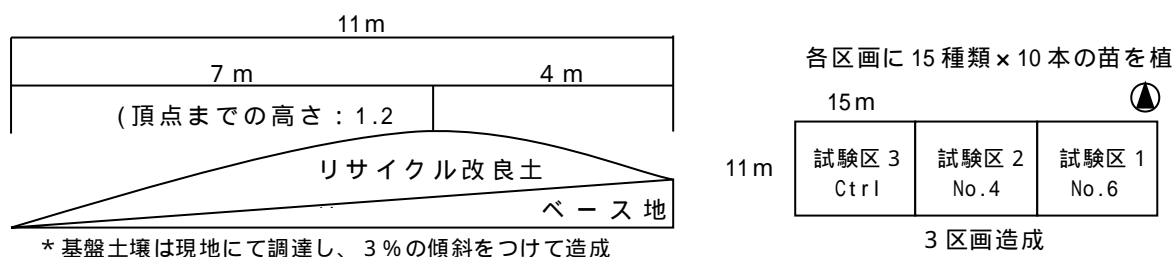 11m
7 m
4 m
(頂点までの高さ：1.2
リサイクル改良土
ベース地
*基盤土壌は現地にて調達し、3%の傾斜をつけて造成
各区画に15種類×10本の苗を植
15m
11m
試験区3
Ctrl
試験区2
No.4
試験区1
No.6
3区画造成